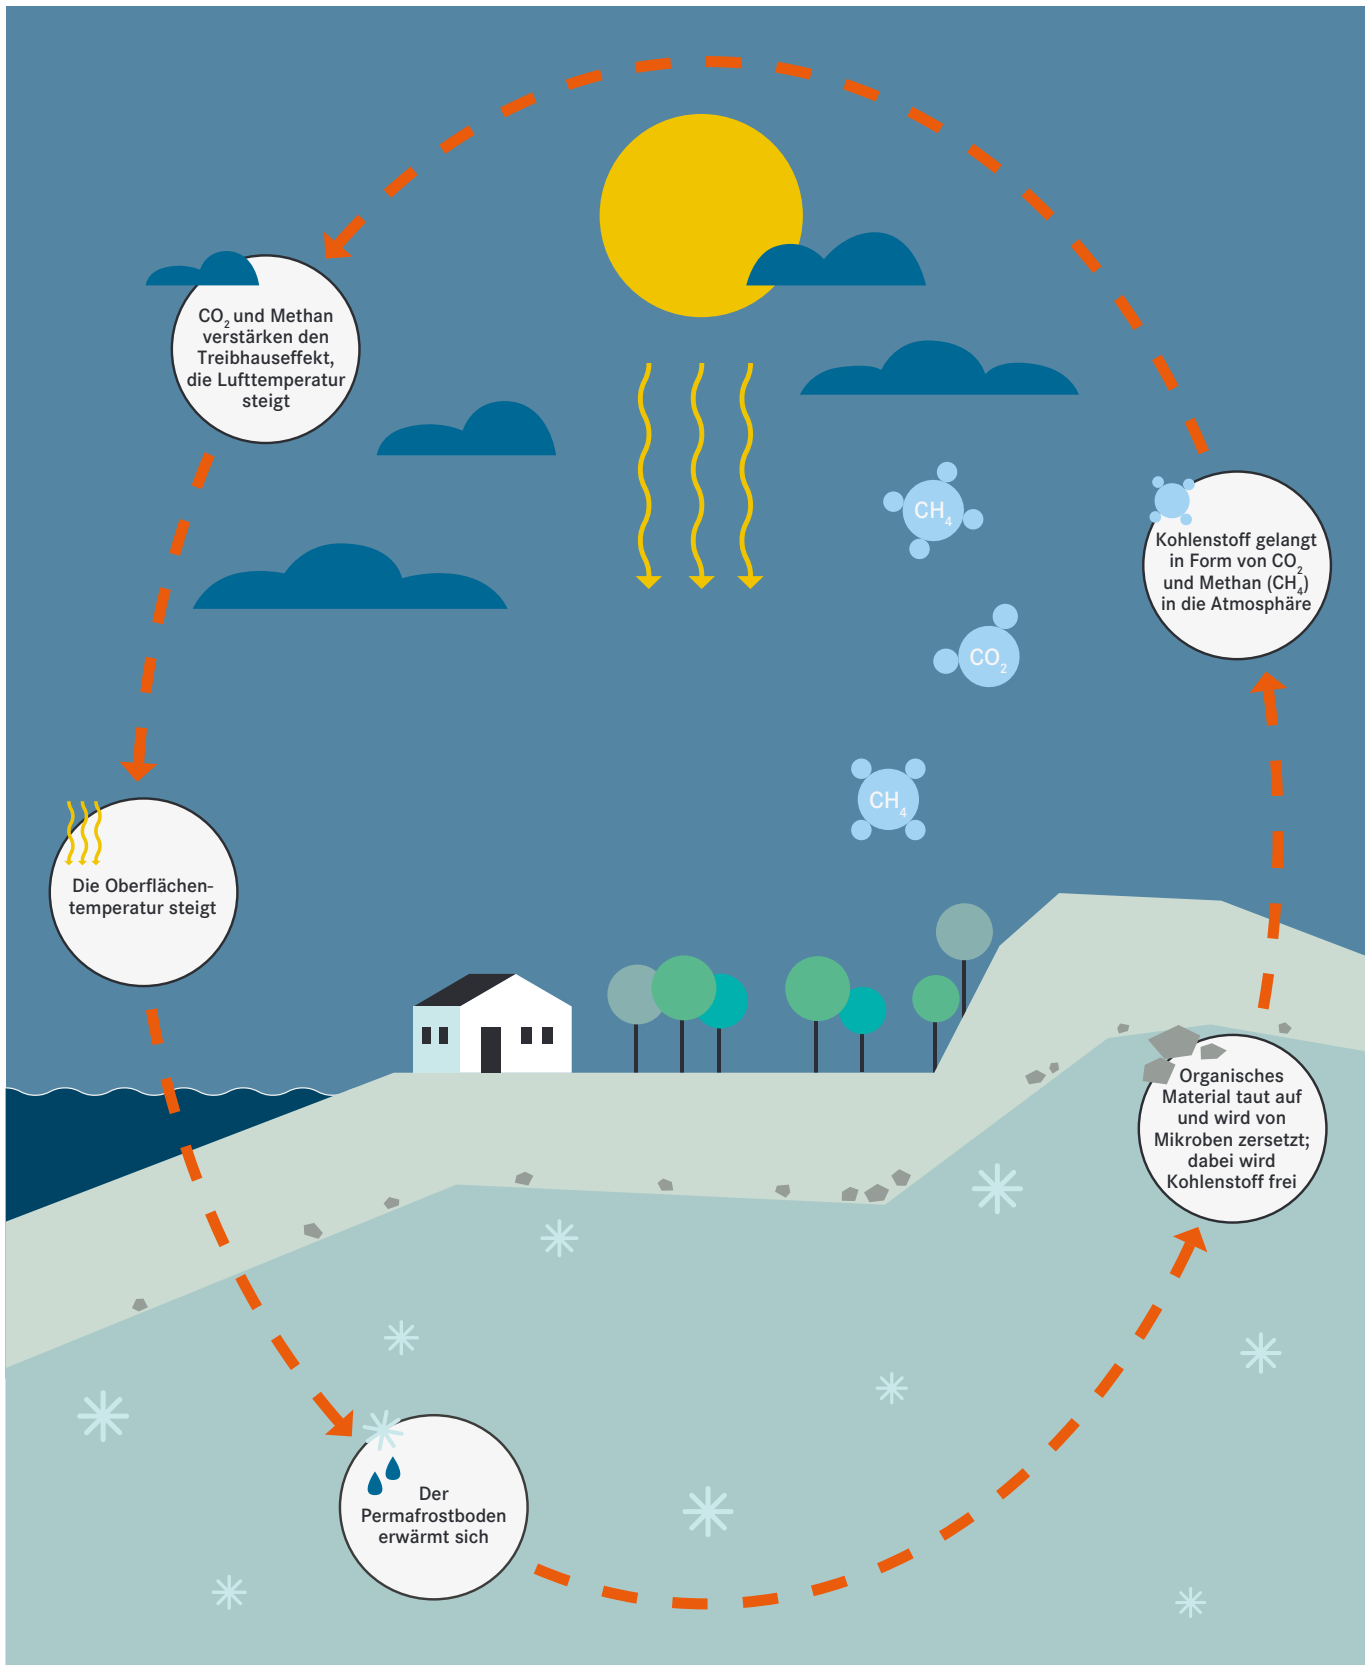 CO₂ und Methan
verstärken den
Treibhauseffekt,
die Lufttemperatur
steigt
CH₄
Kohlenstoff gelangt
in Form von CO₂
und Methan (CH₄)
in die Atmosphäre
CO₂
CH₄
Die Oberflächen-
temperatur steigt
Organisches
Material taut auf
und wird von
Mikroben zersetzt;
dabei wird
Kohlenstoff frei
Der
Permafrostboden
erwärmt sich